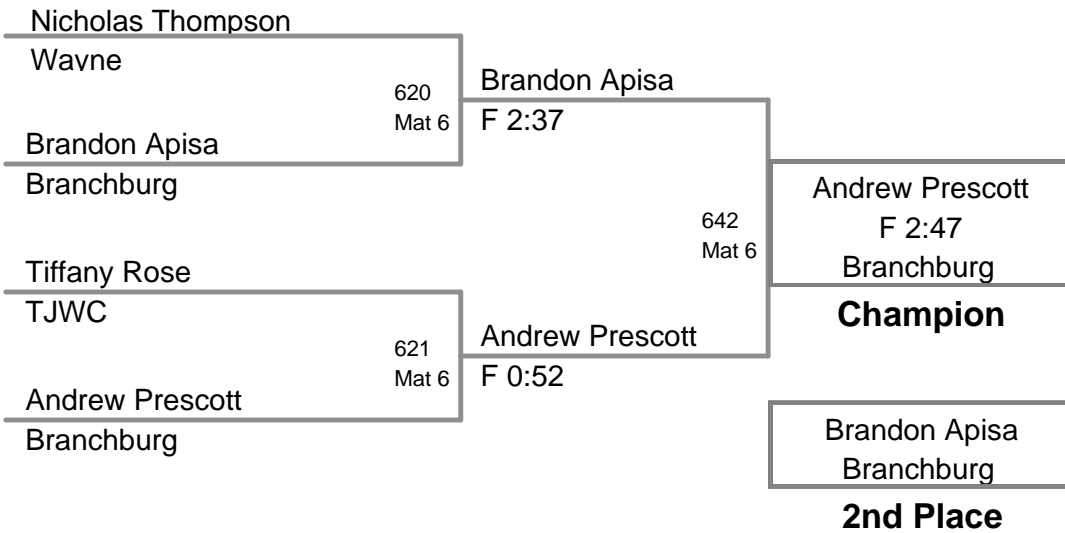 Nicholas Thompson
Wayne
620
Mat 6
Brandon Apisa
F 2:37
Brandon Apisa
Branchburg
Tiffany Rose
TJWC
621
Mat 6
Andrew Prescott
F 0:52
Andrew Prescott
Branchburg
642
Mat 6
Andrew Prescott
F 2:47
Branchburg
Champion
Brandon Apisa
Branchburg
2nd Place